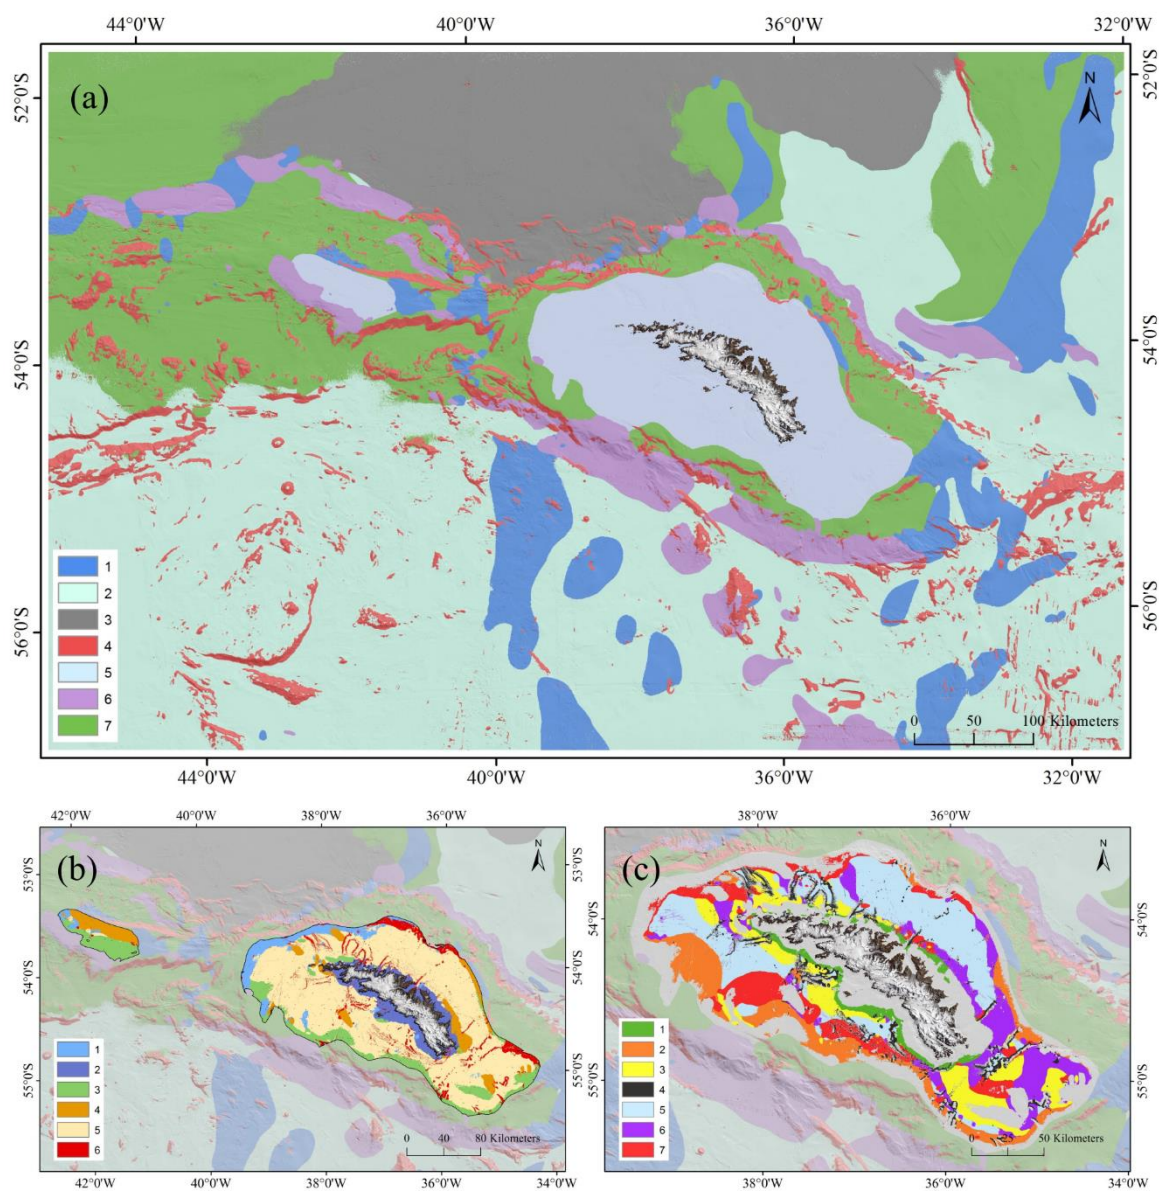 44°0'W 40°0'W 36°0'W 32°0'W
(a)
N
52°0'S 52°0'S
54°0'S 54°0'S
56°0'S 56°0'S
1
2
3
4
5
6
7
0 50 100 Kilometers
44°0'W 40°0'W 36°0'W 32°0'W
42°0'W 40°0'W 38°0'W 36°0'W
(b)
N
53°0'S 53°0'S
54°0'S 54°0'S
55°0'S 55°0'S
1
2
3
4
5
6
0 40 80 Kilometers
42°0'W 40°0'W 38°0'W 36°0'W 34°0'W
38°0'W 36°0'W
(c)
N
54°0'S 54°0'S
55°0'S 55°0'S
1
2
3
4
5
6
7
0 50 Kilometers
38°0'W 36°0'W 34°0'W